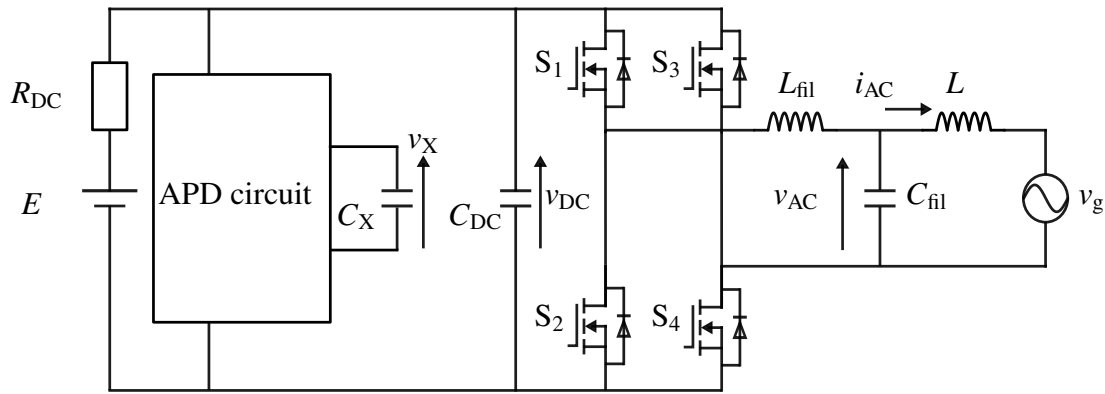 R_DC
E
APD circuit
v_X
C_X
C_DC
v_DC
S_1
S_3
S_2
S_4
L_fil
i_AC
L
v_AC
C_fil
v_g